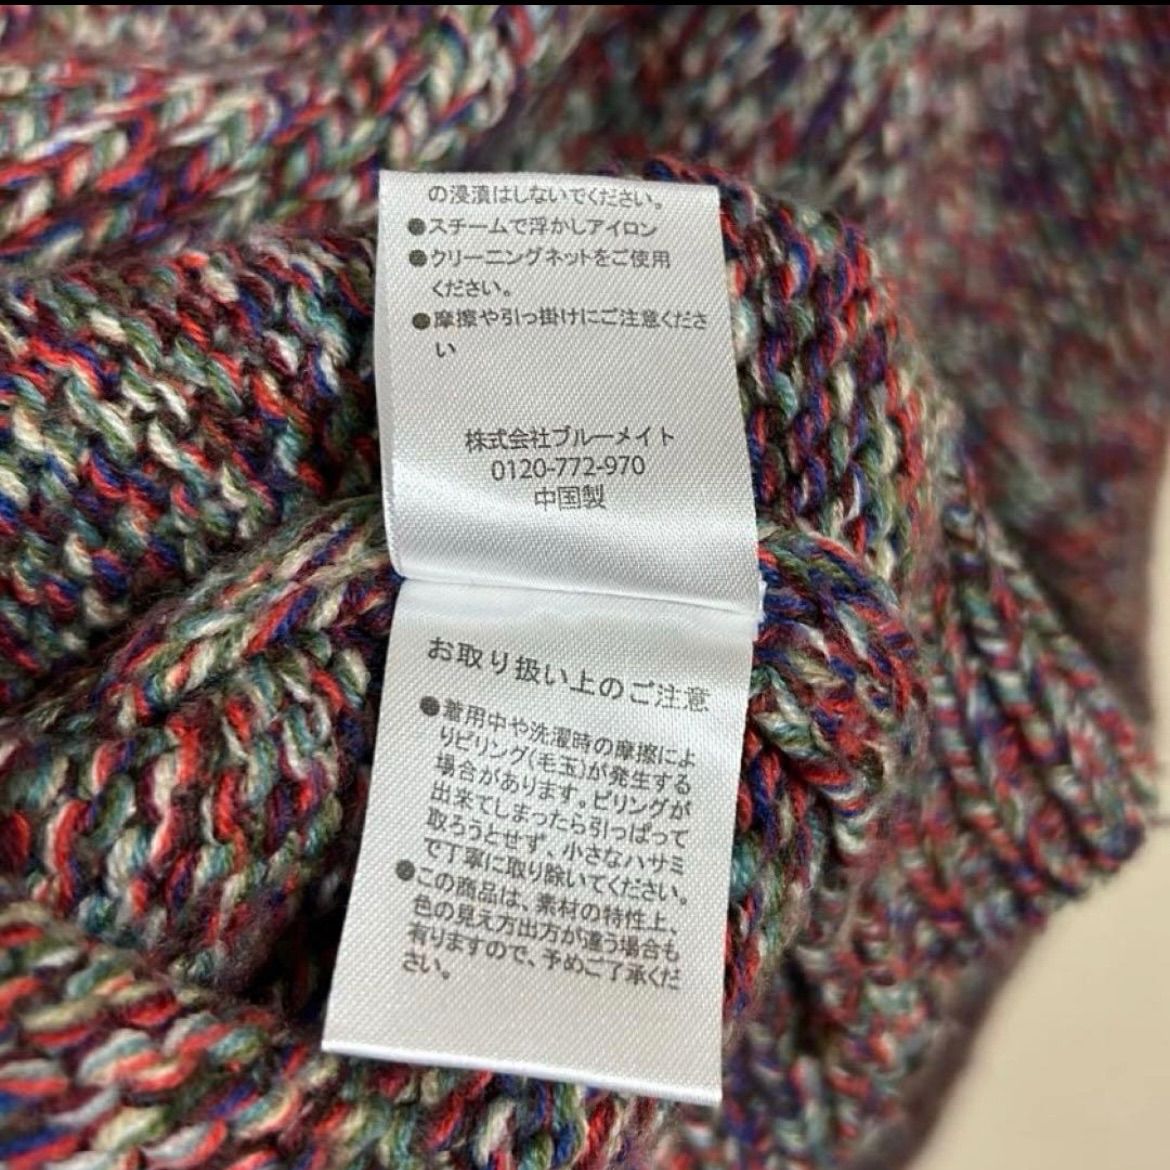 の浸漬はしないでください。
●スチームで浮かしアイロン
●クリーニングネットをご使用
ください。
●摩擦や引っ掛けにご注意くださ
い
株式会社ブルーメイト
0120-772-970
中国製
お取り扱い上のご注意
●着用中や洗濯時の摩擦によ
りピリング(毛玉)が発生する
場合があります。ピリングが
出来てしまったら引っぱって
取ろうとせず、小さなハサミ
で丁寧に取り除いてください。
●この商品は、素材の特性上、
色の見え方出方が違う場合も
有りますので、予めご了承くだ
さい。